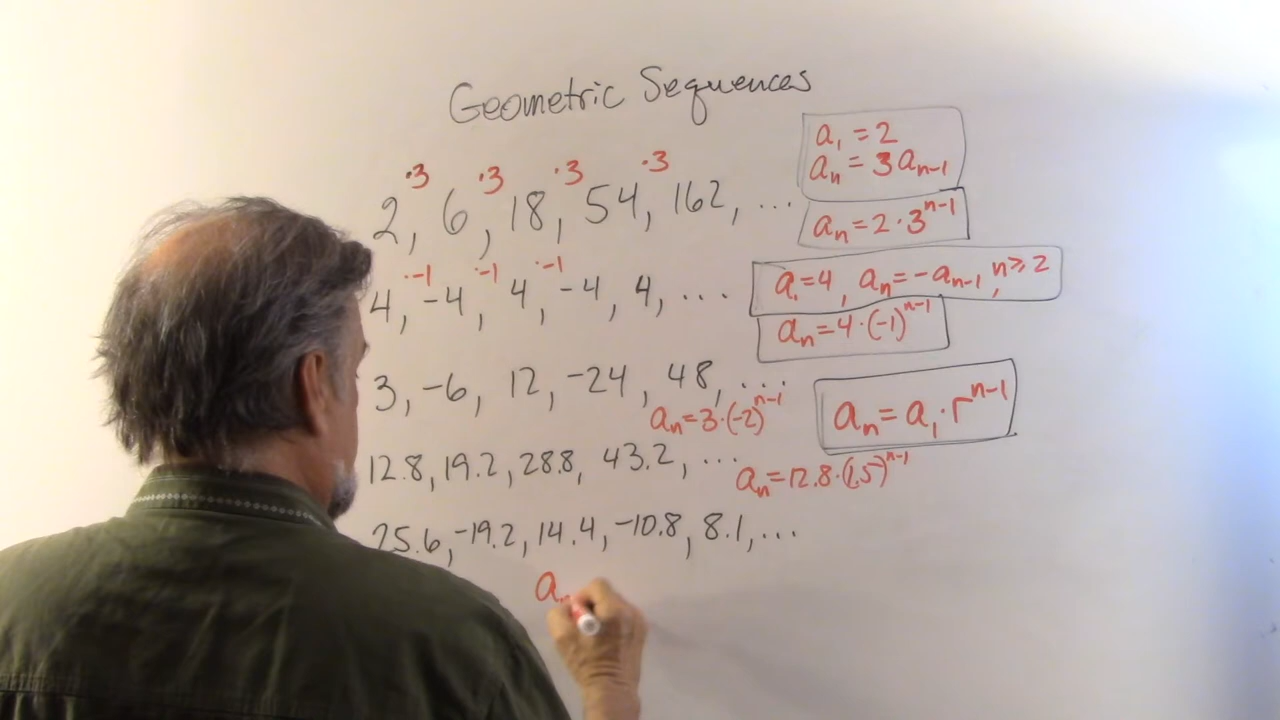 Geometric Sequences
·3 ·3 ·3 ·3
2, 6, 18, 54, 162, ...
a₁ = 2
aₙ = 3aₙ₋₁
aₙ = 2·3ⁿ⁻¹
·-1 ·-1 ·-1
4, -4, 4, -4, 4, ...
a₁=4, aₙ=-aₙ₋₁, n≥2
aₙ=4·(-1)ⁿ⁻¹
3, -6, 12, -24, 48, ...
aₙ=3·(-2)ⁿ⁻¹
aₙ = a₁·rⁿ⁻¹
12.8, 19.2, 28.8, 43.2, ...
aₙ=12.8·(1.5)ⁿ⁻¹
25.6, -19.2, 14.4, -10.8, 8.1, ...
a